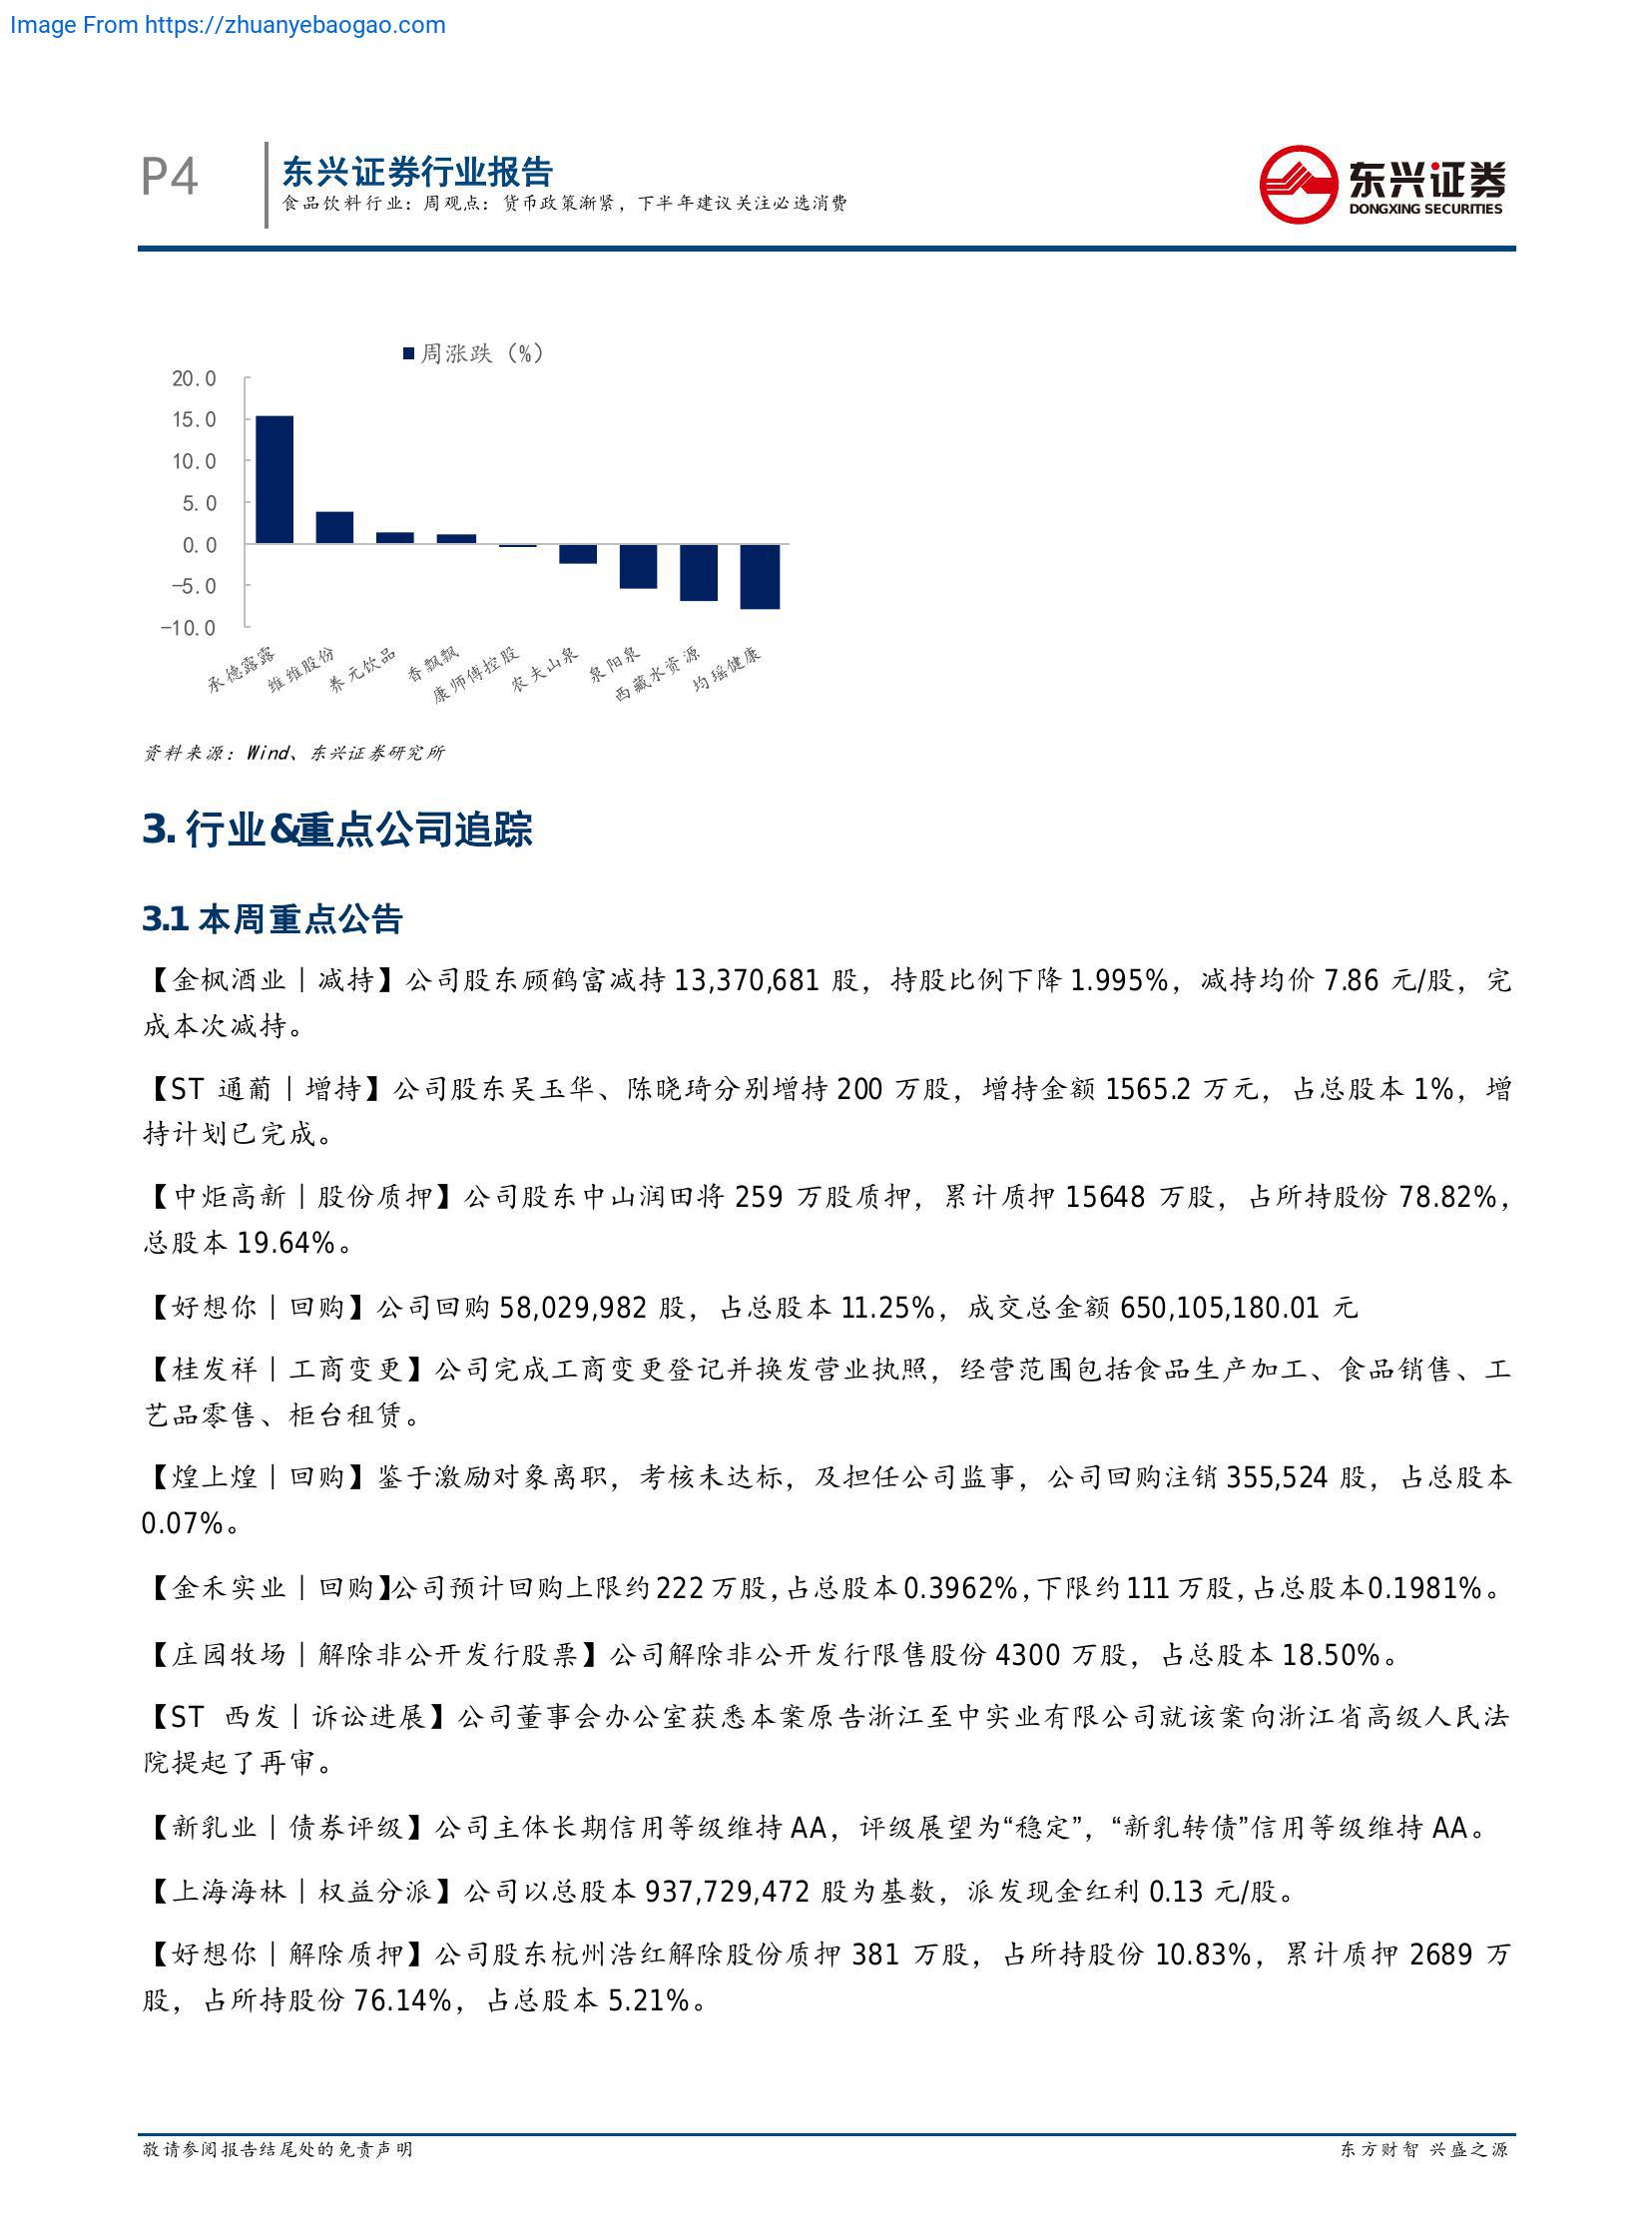 Image From https://zhuanyebaogao.com
P4
东兴证券行业报告
食品饮料行业：周观点：货币政策渐紧，下半年建议关注必选消费
东兴证券
DONGXING SECURITIES
周涨跌（%）
20.0
15.0
10.0
5.0
0.0
-5.0
-10.0
承德露露
维维股份
养元饮品
香飘飘
康师傅控股
农夫山泉
泉阳泉
西藏水资源
均瑶健康
资料来源：Wind、东兴证券研究所
3. 行业&重点公司追踪
3.1 本周重点公告
【金枫酒业｜减持】公司股东顾鹤富减持 13,370,681 股，持股比例下降 1.995%，减持均价 7.86 元/股，完
成本次减持。
【ST 通葡｜增持】公司股东吴玉华、陈晓琦分别增持 200 万股，增持金额 1565.2 万元，占总股本 1%，增
持计划已完成。
【中炬高新｜股份质押】公司股东中山润田将 259 万股质押，累计质押 15648 万股，占所持股份 78.82%，
总股本 19.64%。
【好想你｜回购】公司回购 58,029,982 股，占总股本 11.25%，成交总金额 650,105,180.01 元
【桂发祥｜工商变更】公司完成工商变更登记并换发营业执照，经营范围包括食品生产加工、食品销售、工
艺品零售、柜台租赁。
【煌上煌｜回购】鉴于激励对象离职，考核未达标，及担任公司监事，公司回购注销 355,524 股，占总股本
0.07%。
【金禾实业｜回购】公司预计回购上限约 222 万股，占总股本 0.3962%，下限约 111 万股，占总股本 0.1981%。
【庄园牧场｜解除非公开发行股票】公司解除非公开发行限售股份 4300 万股，占总股本 18.50%。
【ST 西发｜诉讼进展】公司董事会办公室获悉本案原告浙江至中实业有限公司就该案向浙江省高级人民法
院提起了再审。
【新乳业｜债券评级】公司主体长期信用等级维持 AA，评级展望为“稳定”，“新乳转债”信用等级维持 AA。
【上海海林｜权益分派】公司以总股本 937,729,472 股为基数，派发现金红利 0.13 元/股。
【好想你｜解除质押】公司股东杭州浩红解除股份质押 381 万股，占所持股份 10.83%，累计质押 2689 万
股，占所持股份 76.14%，占总股本 5.21%。
敬请参阅报告结尾处的免责声明
东方财智 兴盛之源